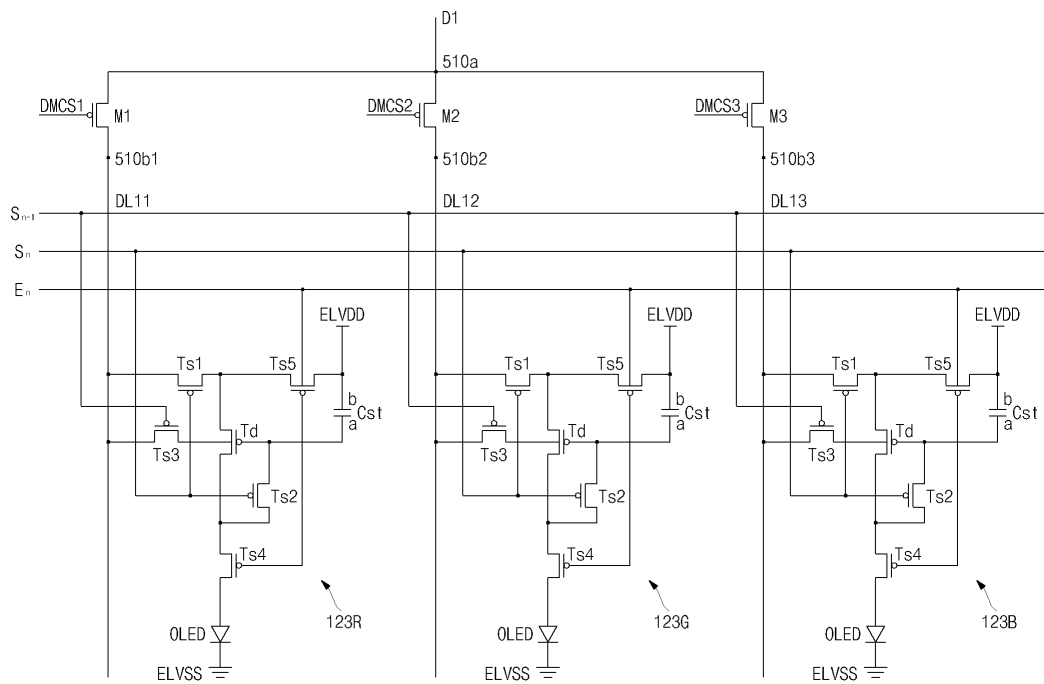 D1
510a
DMCS1 M1 DMCS2 M2 DMCS3 M3
510b1 510b2 510b3
DL11 DL12 DL13
Sn-1
Sn
En
ELVDD ELVDD ELVDD
Ts1 Ts5 Ts1 Ts5 Ts1 Ts5
b b b
Cst Cst Cst
a a a
Td Td Td
Ts3 Ts3 Ts3
Ts2 Ts2 Ts2
Ts4 Ts4 Ts4
123R 123G 123B
OLED OLED OLED
ELVSS ELVSS ELVSS